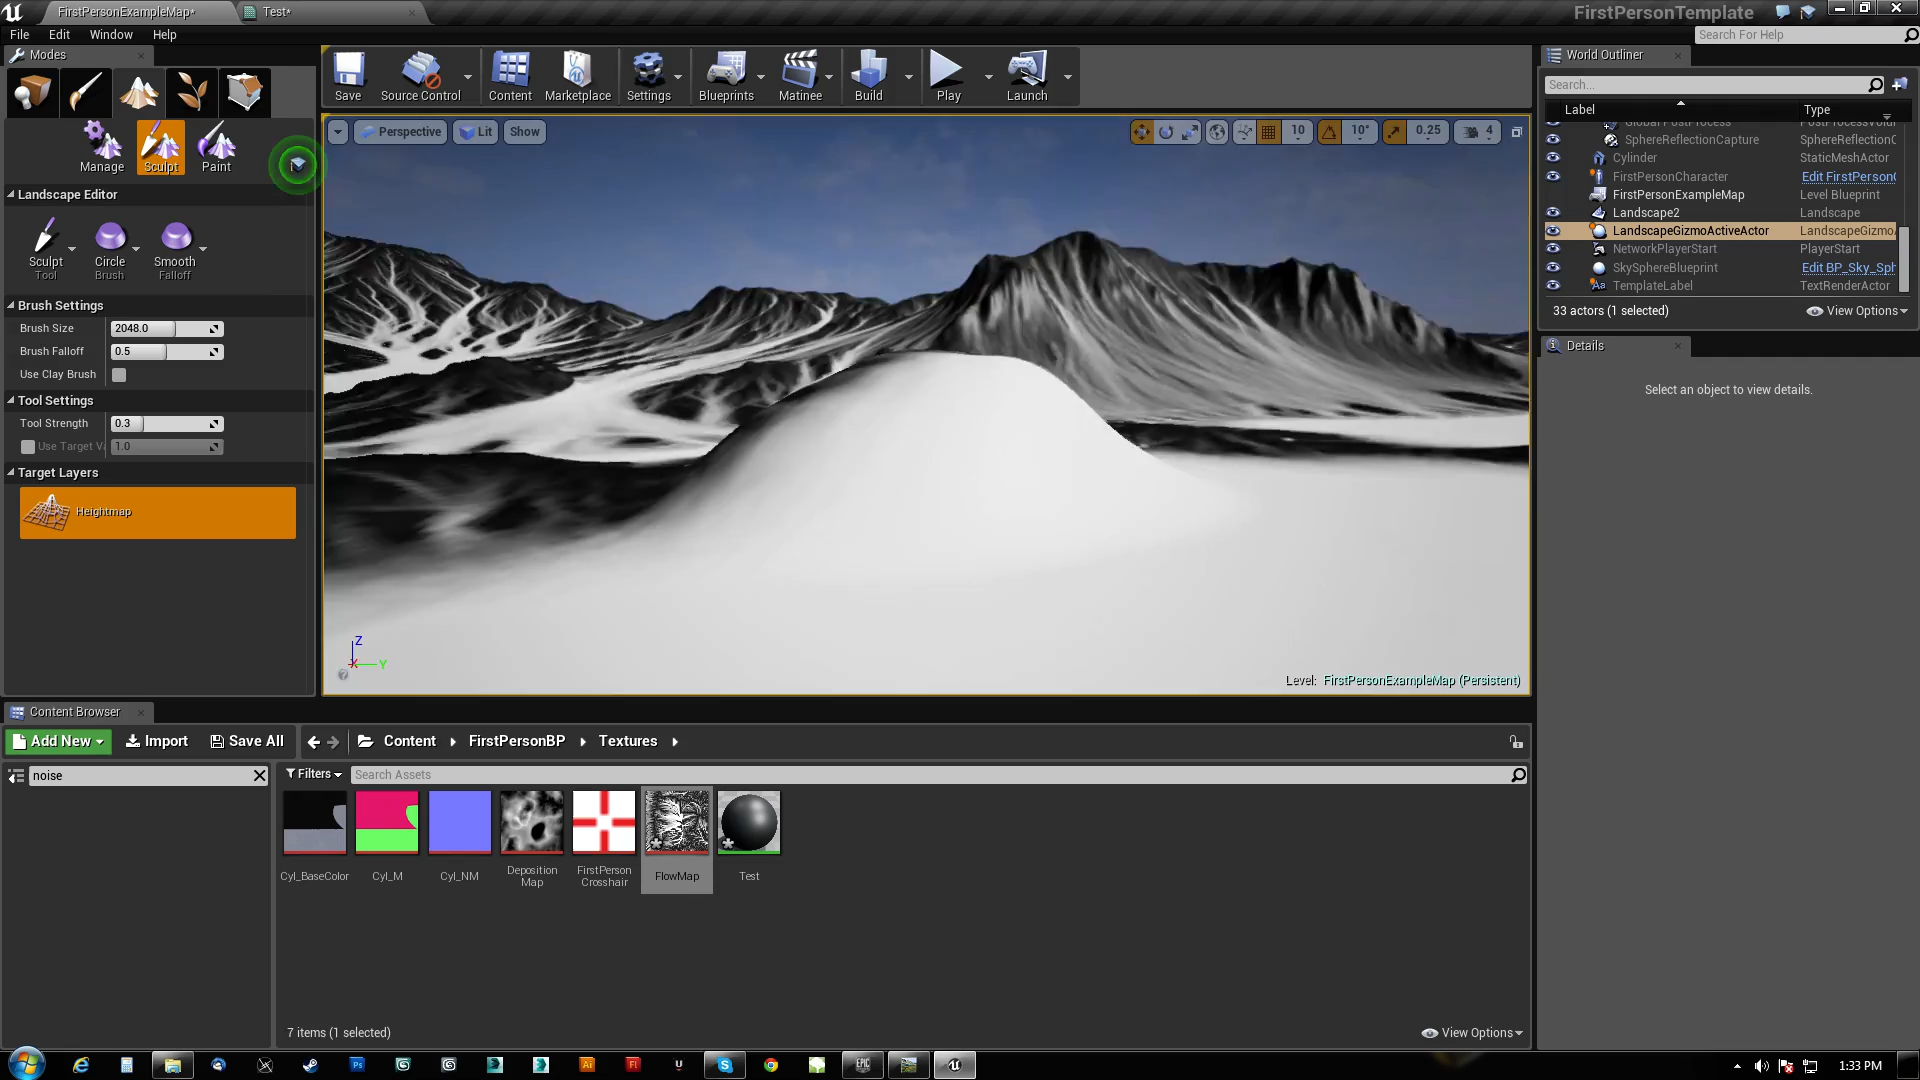 FirstPersonExampleMap*
Test*
FirstPersonTemplate
File Edit Window Help
Search For Help
Modes
Save Source Control Content Marketplace Settings Blueprints Matinee Build Play Launch
World Outliner
Search...
Label Type
Perspective Lit Show
10 10° 0.25 4
Manage Sculpt Paint
Landscape Editor
Sculpt Circle Smooth
Tool Brush Falloff
Brush Settings
Brush Size 2048.0
Brush Falloff 0.5
Use Clay Brush
Tool Settings
Tool Strength 0.3
Use Target Va 1.0
Target Layers
Heightmap
SphereReflectionCapture SphereReflectionC
Cylinder StaticMeshActor
FirstPersonCharacter Edit FirstPersonC
FirstPersonExampleMap Level Blueprint
Landscape2 Landscape
LandscapeGizmoActiveActor LandscapeGizmoA
NetworkPlayerStart PlayerStart
SkySphereBlueprint Edit BP_Sky_Sph
TemplateLabel TextRenderActor
33 actors (1 selected) View Options
Details
Select an object to view details.
Z
X Y
Level: FirstPersonExampleMap (Persistent)
Content Browser
Add New Import Save All Content FirstPersonBP Textures
noise
Filters Search Assets
Cyl_BaseColor Cyl_M Cyl_NM Deposition Map FirstPerson Crosshair FlowMap Test
7 items (1 selected) View Options
1:33 PM